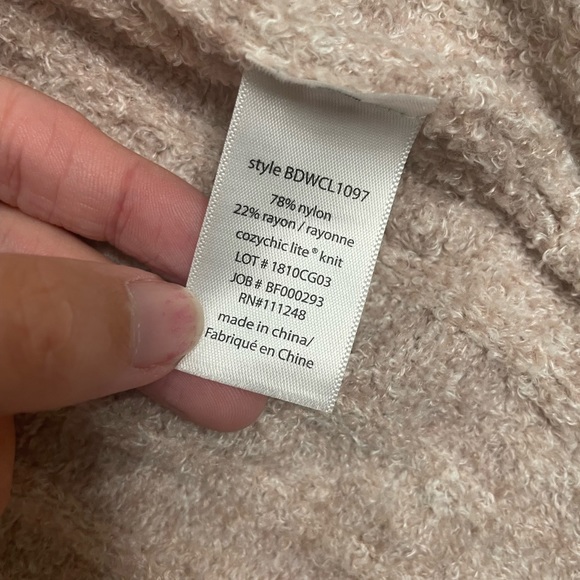 style BDWCL1097
78% nylon
22% rayon / rayonne
cozychic lite® knit
LOT # 1810CG03
JOB # BF000293
RN#111248
made in china/
Fabriqué en Chine